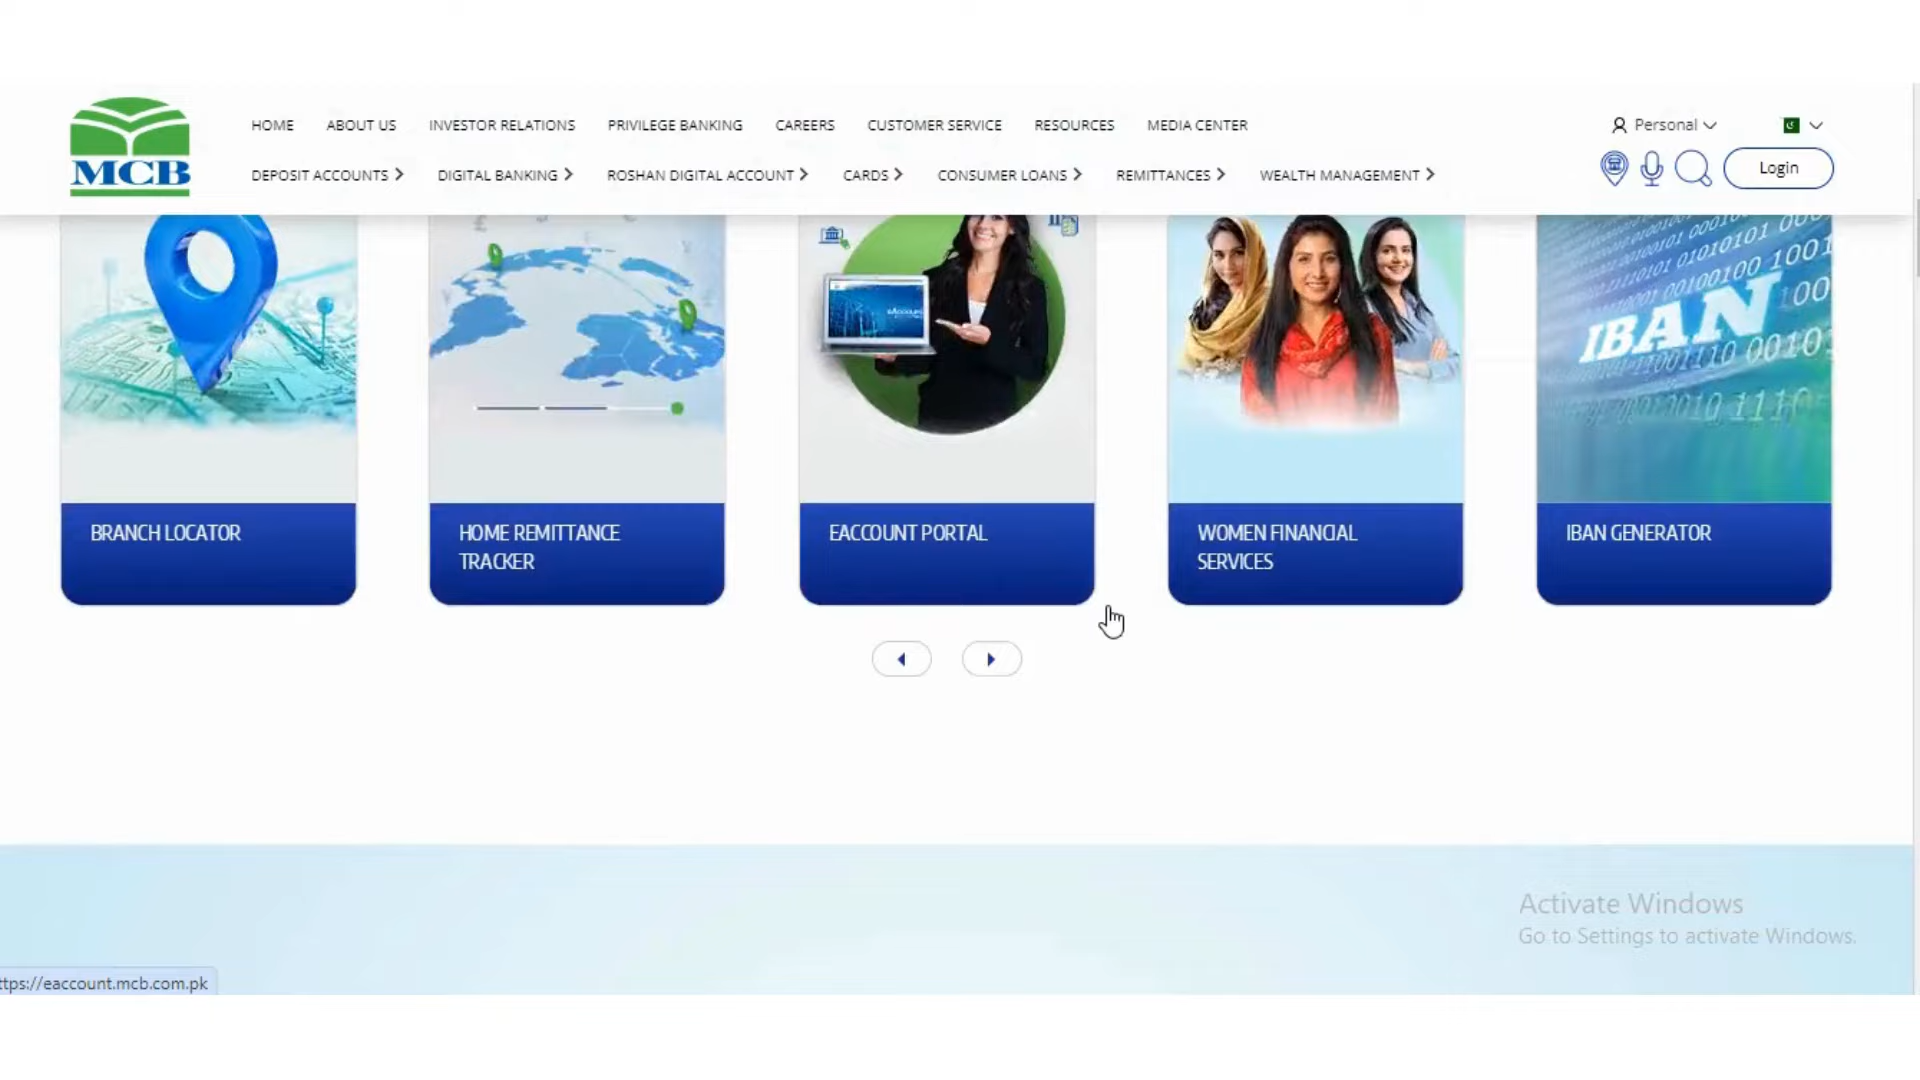 HOME ABOUT US INVESTOR RELATIONS PRIVILEGE BANKING CAREERS CUSTOMER SERVICE RESOURCES MEDIA CENTER
Personal
MCB
DEPOSIT ACCOUNTS DIGITAL BANKING ROSHAN DIGITAL ACCOUNT CARDS CONSUMER LOANS REMITTANCES WEALTH MANAGEMENT
Login
IBAN
BRANCH LOCATOR
HOME REMITTANCE
TRACKER
EACCOUNT PORTAL
WOMEN FINANCIAL
SERVICES
IBAN GENERATOR
Activate Windows
Go to Settings to activate Windows.
ttps://eaccount.mcb.com.pk